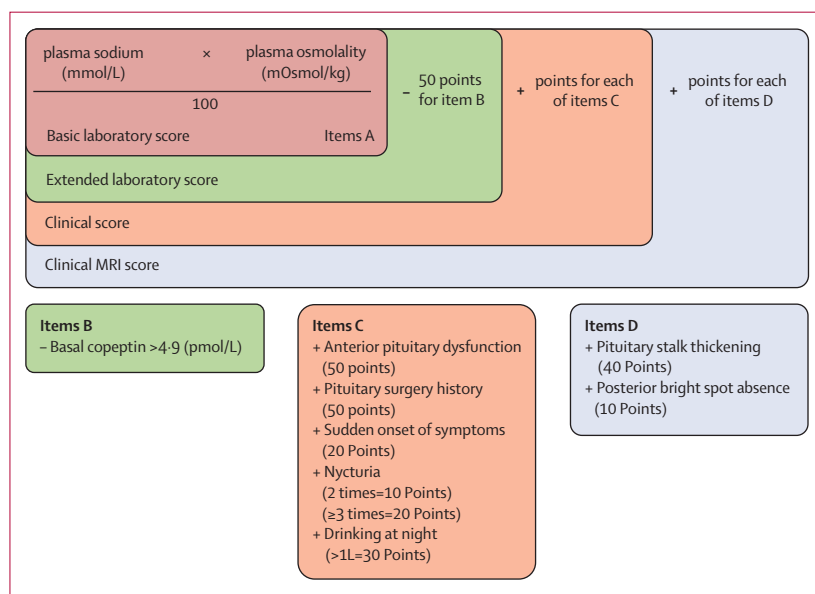 plasma sodium × plasma osmolality
(mmol/L) (mOsmol/kg)
100
Basic laboratory score Items A
– 50 points
for item B
+ points for each
of items C
+ points for each
of items D
Extended laboratory score
Clinical score
Clinical MRI score
Items B
– Basal copeptin >4·9 (pmol/L)
Items C
+ Anterior pituitary dysfunction
(50 points)
+ Pituitary surgery history
(50 points)
+ Sudden onset of symptoms
(20 Points)
+ Nycturia
(2 times=10 Points)
(≥3 times=20 Points)
+ Drinking at night
(>1L=30 Points)
Items D
+ Pituitary stalk thickening
(40 Points)
+ Posterior bright spot absence
(10 Points)